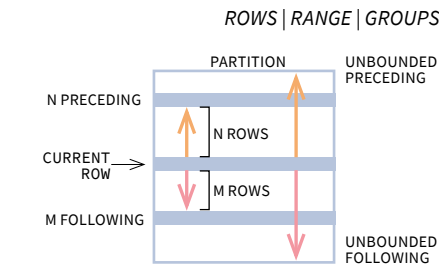 ROWS | RANGE | GROUPS
PARTITION
UNBOUNDED
PRECEDING
N PRECEDING
N ROWS
CURRENT
ROW
M ROWS
M FOLLOWING
UNBOUNDED
FOLLOWING